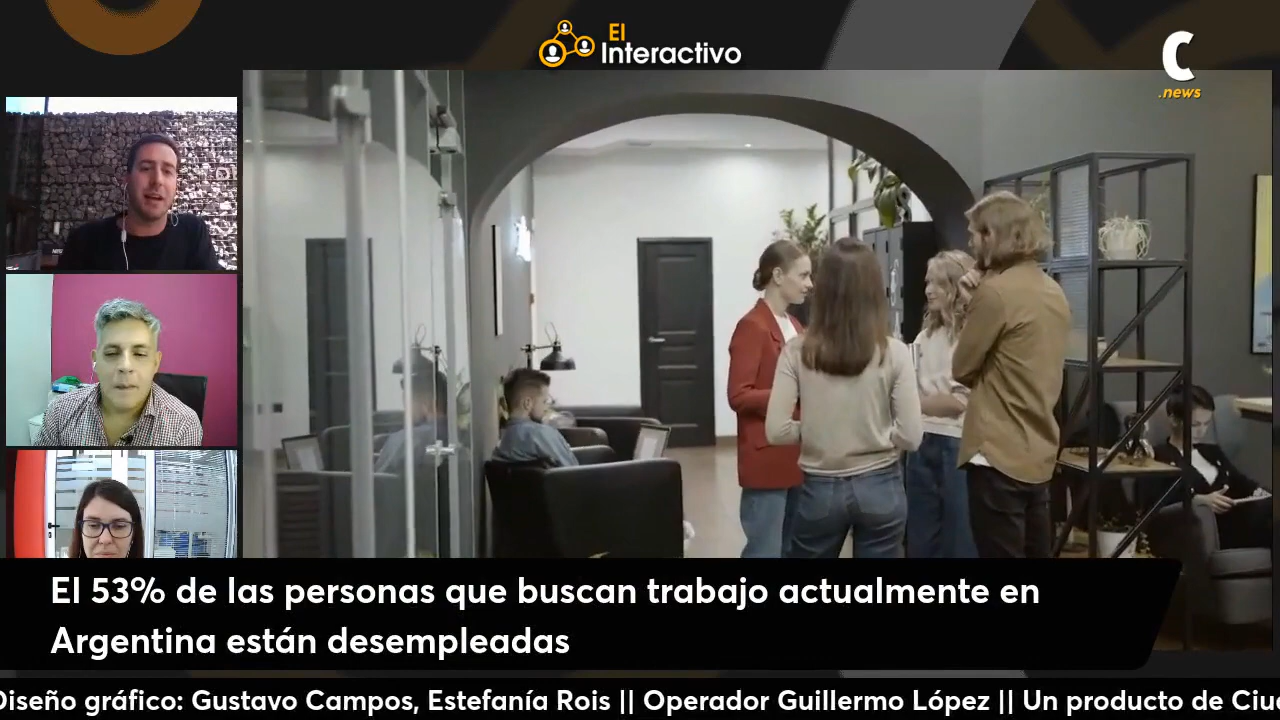 El
Interactivo
C
.news
El 53% de las personas que buscan trabajo actualmente en
Argentina están desempleadas
Diseño gráfico: Gustavo Campos, Estefanía Rois || Operador Guillermo López || Un producto de